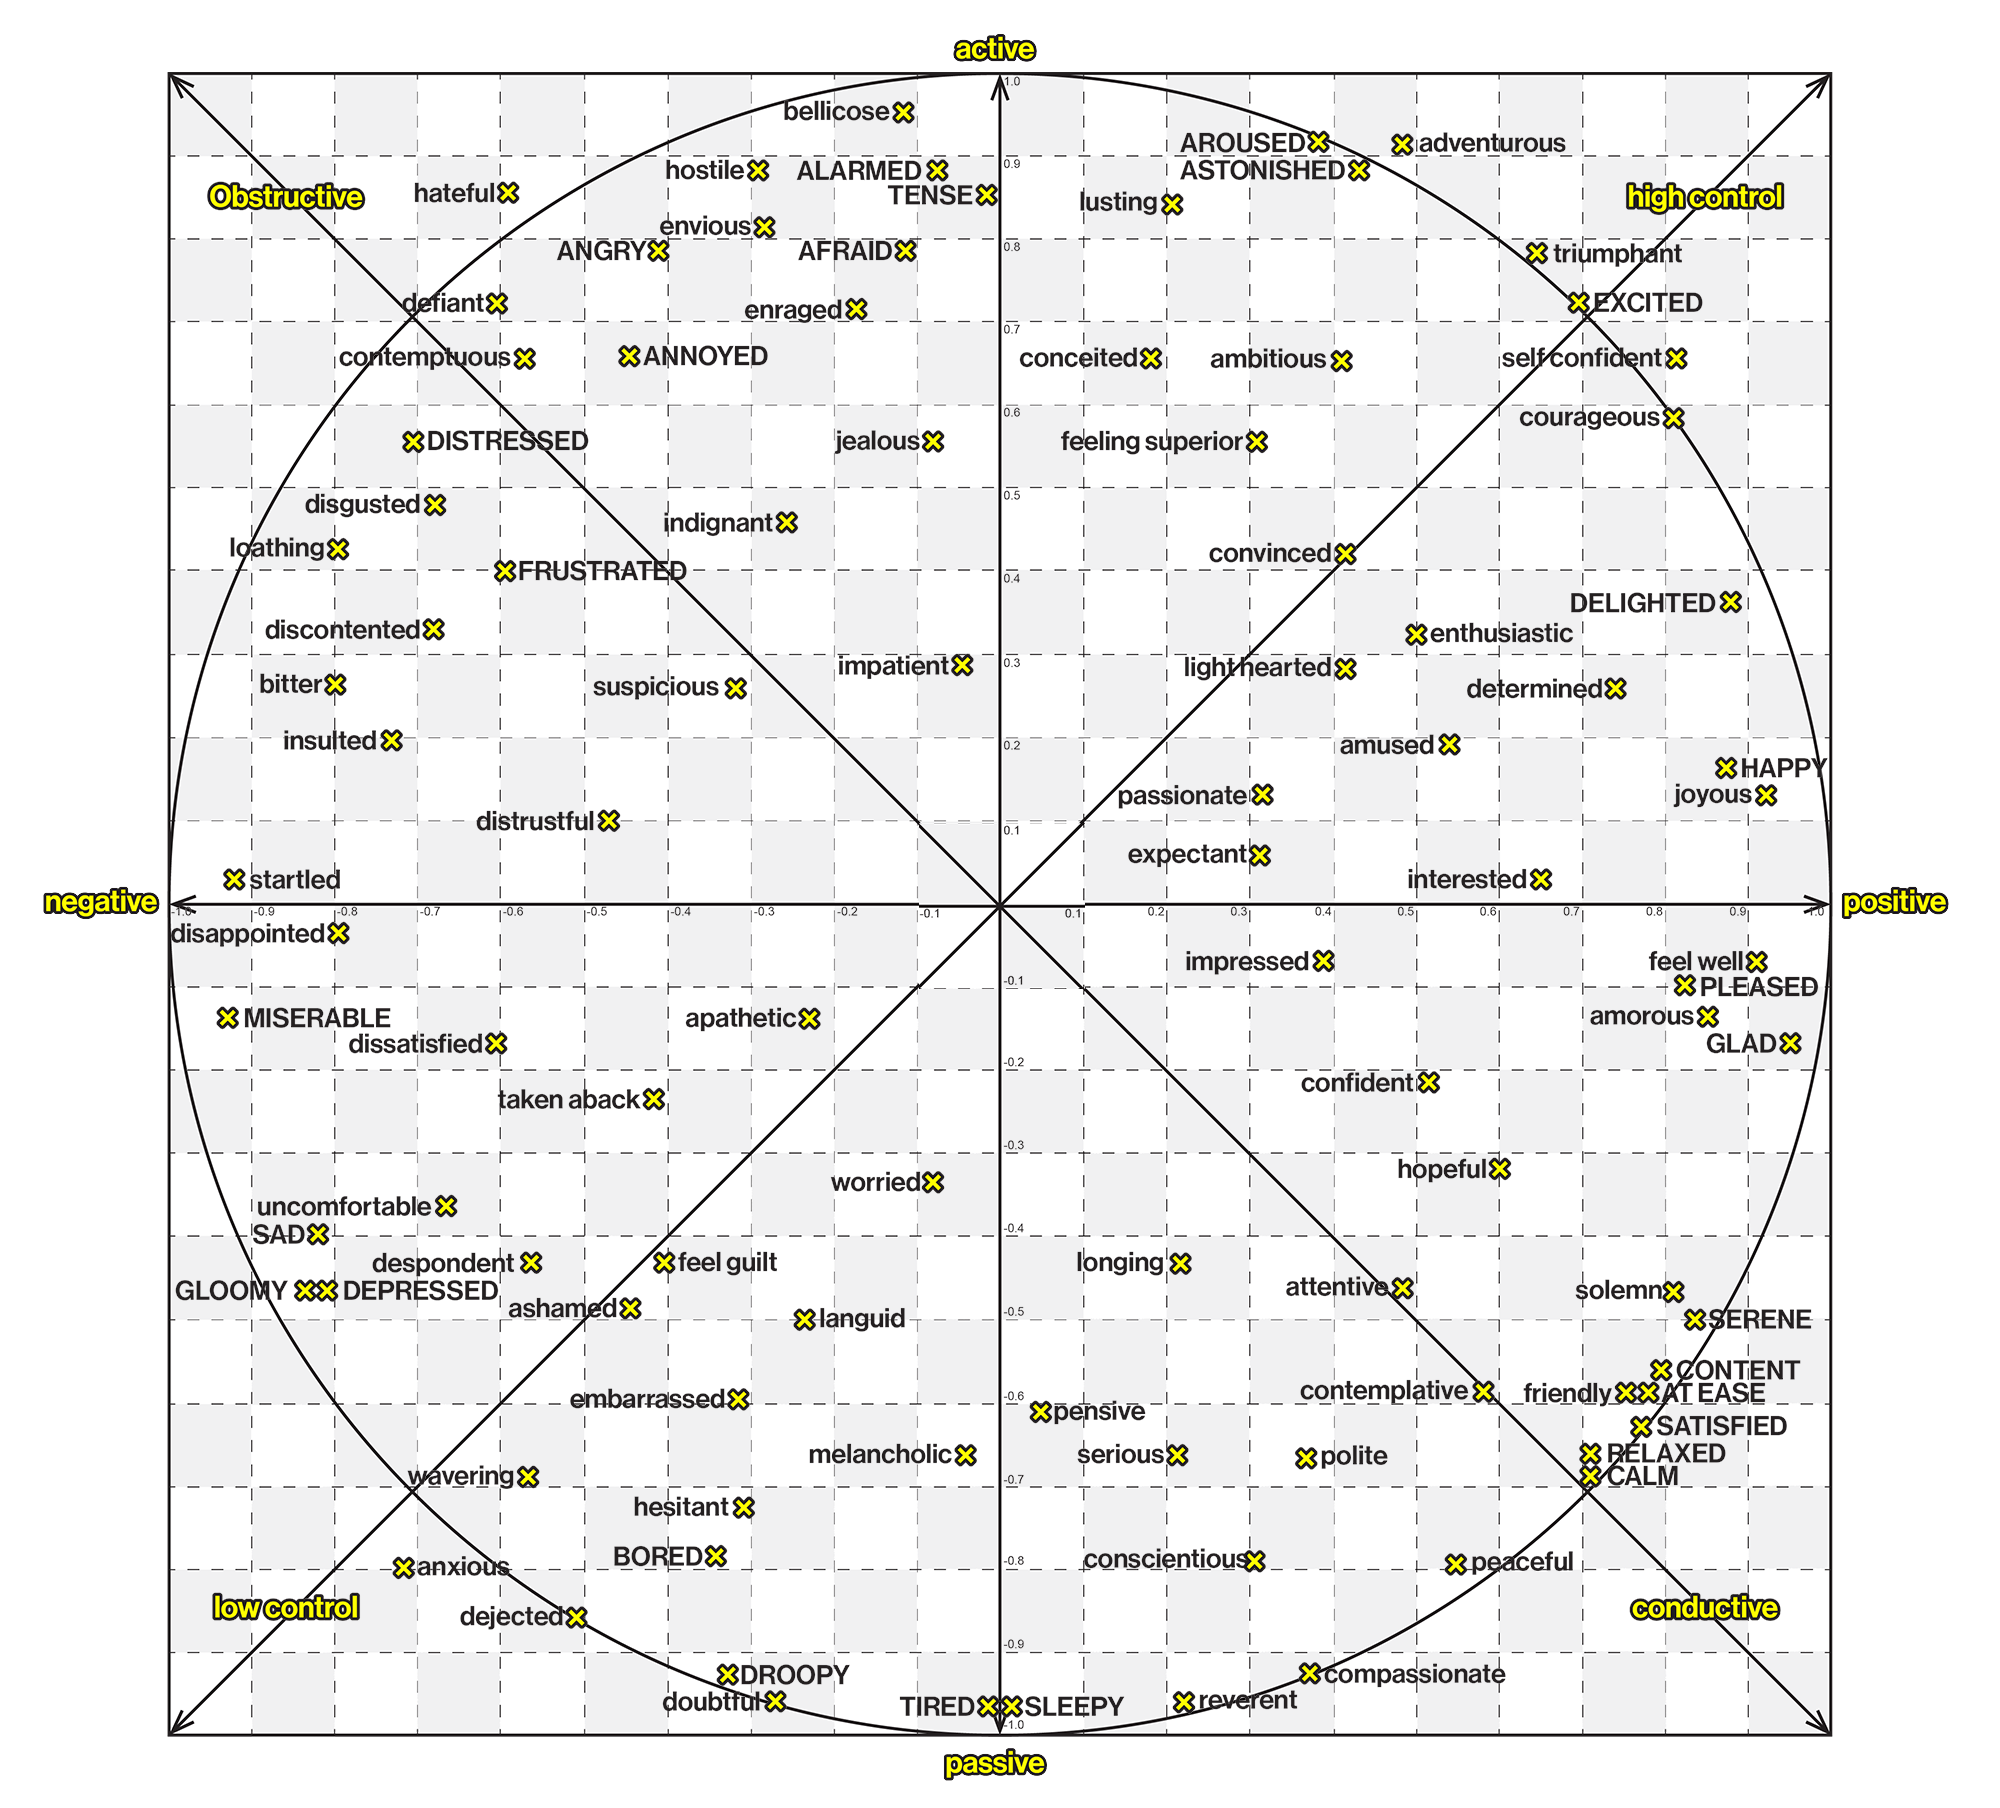 active
1.0
bellicose
AROUSED
adventurous
hostile
ALARMED
ASTONISHED
0.9
Obstructive
hateful
TENSE
lusting
high control
envious
ANGRY
AFRAID
0.8
triumphant
defiant
enraged
EXCITED
0.7
contemptuous
ANNOYED
conceited
ambitious
self confident
0.6
courageous
DISTRESSED
jealous
feeling superior
disgusted
0.5
indignant
loathing
convinced
FRUSTRATED
0.4
DELIGHTED
discontented
enthusiastic
impatient
0.3
light hearted
bitter
suspicious
determined
insulted
0.2
amused
HAPPY
passionate
joyous
distrustful
0.1
expectant
startled
interested
negative
positive
-1.0 -0.9 -0.8 -0.7 -0.6 -0.5 -0.4 -0.3 -0.2 -0.1 0.1 0.2 0.3 0.4 0.5 0.6 0.7 0.8 0.9 1.0
disappointed
impressed
feel well
-0.1
PLEASED
MISERABLE
apathetic
amorous
dissatisfied
GLAD
-0.2
confident
taken aback
-0.3
hopeful
worried
uncomfortable
SAD
-0.4
despondent
feel guilt
longing
GLOOMY
DEPRESSED
attentive
solemn
ashamed
-0.5
languid
SERENE
CONTENT
embarrassed
-0.6
contemplative
friendly
AT EASE
pensive
SATISFIED
melancholic
serious
polite
RELAXED
wavering
-0.7
CALM
hesitant
BORED
conscientious
peaceful
anxious
-0.8
low control
conductive
dejected
-0.9
DROOPY
compassionate
doubtful
TIRED
SLEEPY
reverent
-1.0
passive